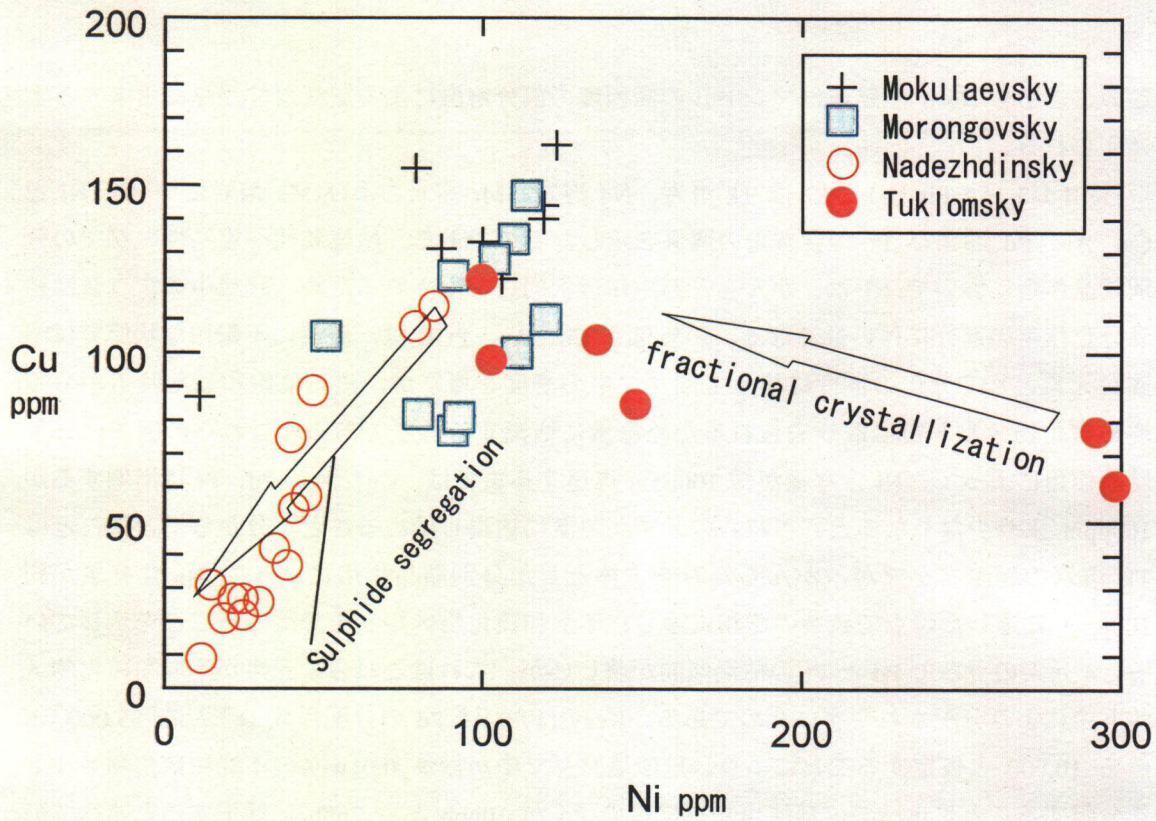 200
150
100
50
0
Cu
ppm
Mokulaevsky
Morongovsky
Nadezhdinsky
Tuklomsky
fractional crystallization
Sulphide segregation
0
100
200
300
Ni ppm